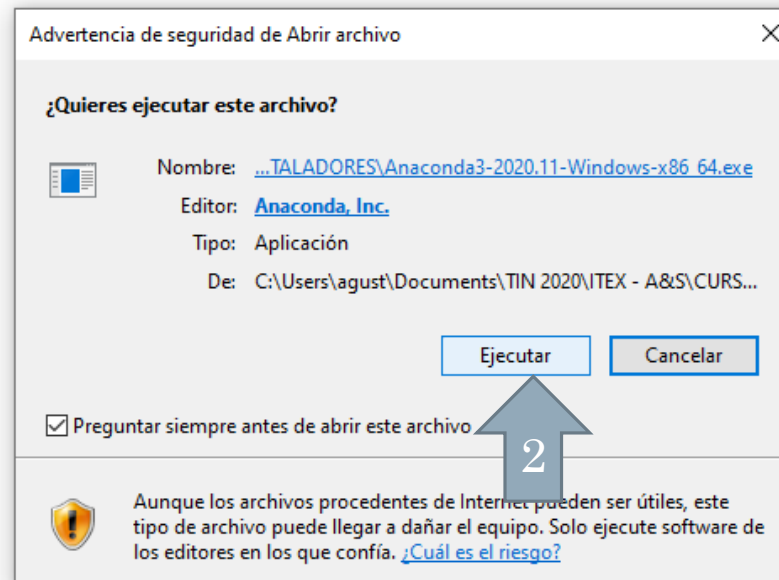 Advertencia de seguridad de Abrir archivo
¿Quieres ejecutar este archivo?
Nombre: ...TALADORES\Anaconda3-2020.11-Windows-x86_64.exe
Editor: Anaconda, Inc.
Tipo: Aplicación
De: C:\Users\agust\Documents\TIN 2020\ITEX - A&S\CURS...
Ejecutar Cancelar
Preguntar siempre antes de abrir este archivo
2
Aunque los archivos procedentes de Internet pueden ser útiles, este
tipo de archivo puede llegar a dañar el equipo. Solo ejecute software de
los editores en los que confía. ¿Cuál es el riesgo?